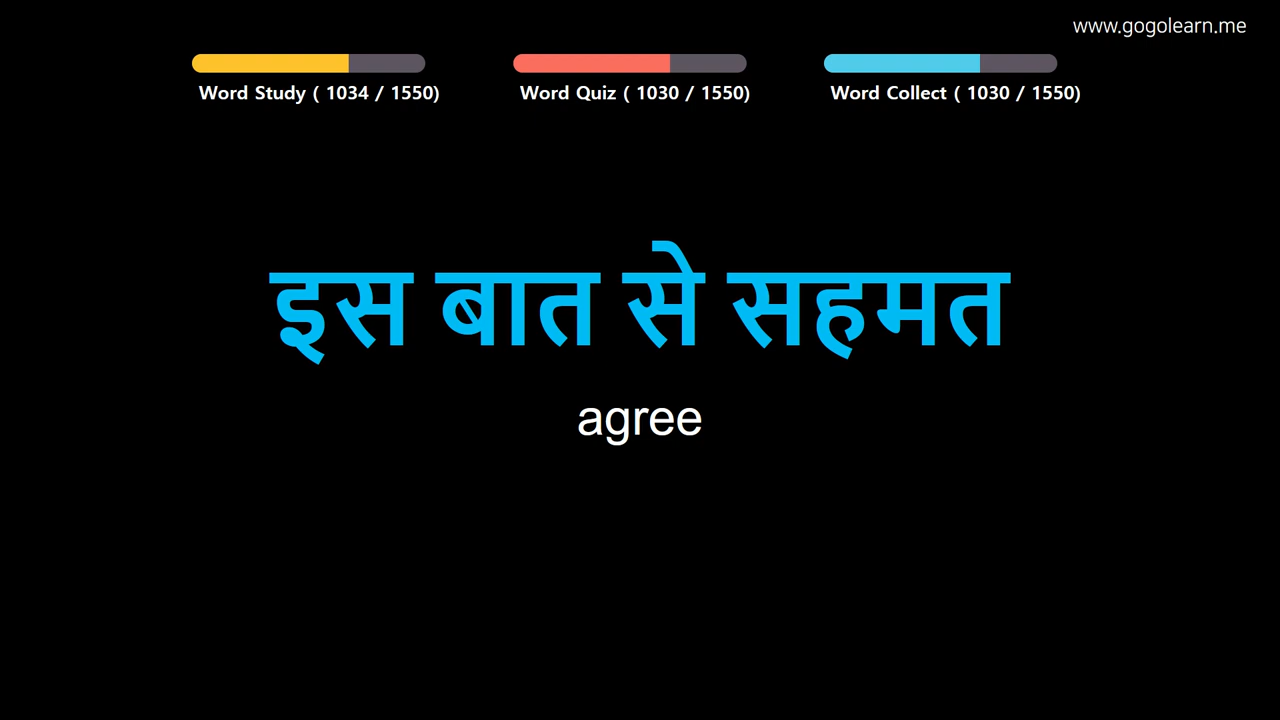 www.gogolearn.me
Word Study ( 1034 / 1550)
Word Quiz ( 1030 / 1550)
Word Collect ( 1030 / 1550)
इस बात से सहमत
agree